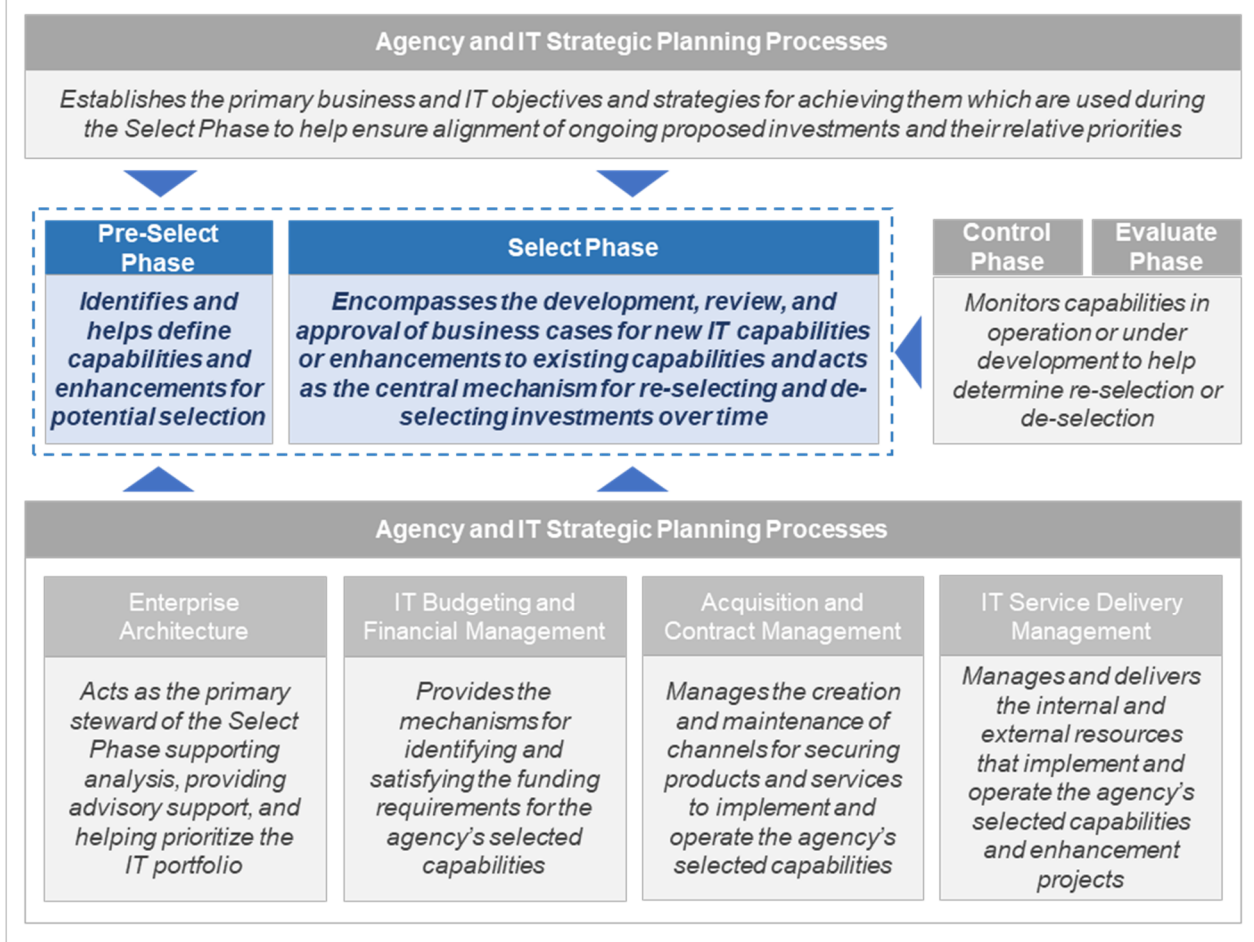 Agency and IT Strategic Planning Processes
Establishes the primary business and IT objectives and strategies for achieving them which are used during
the Select Phase to help ensure alignment of ongoing proposed investments and their relative priorities
Pre-Select
Phase
Identifies and
helps define
capabilities and
enhancements for
potential selection
Select Phase
Encompasses the development, review, and
approval of business cases for new IT capabilities
or enhancements to existing capabilities and acts
as the central mechanism for re-selecting and de-
selecting investments over time
Control
Phase
Evaluate
Phase
Monitors capabilities in
operation or under
development to help
determine re-selection or
de-selection
Agency and IT Strategic Planning Processes
Enterprise
Architecture
Acts as the primary
steward of the Select
Phase supporting
analysis, providing
advisory support, and
helping prioritize the
IT portfolio
IT Budgeting and
Financial Management
Provides the
mechanisms for
identifying and
satisfying the funding
requirements for the
agency's selected
capabilities
Acquisition and
Contract Management
Manages the creation
and maintenance of
channels for securing
products and services
to implement and
operate the agency's
selected capabilities
IT Service Delivery
Management
Manages and delivers
the internal and
external resources
that implement and
operate the agency's
selected capabilities
and enhancement
projects